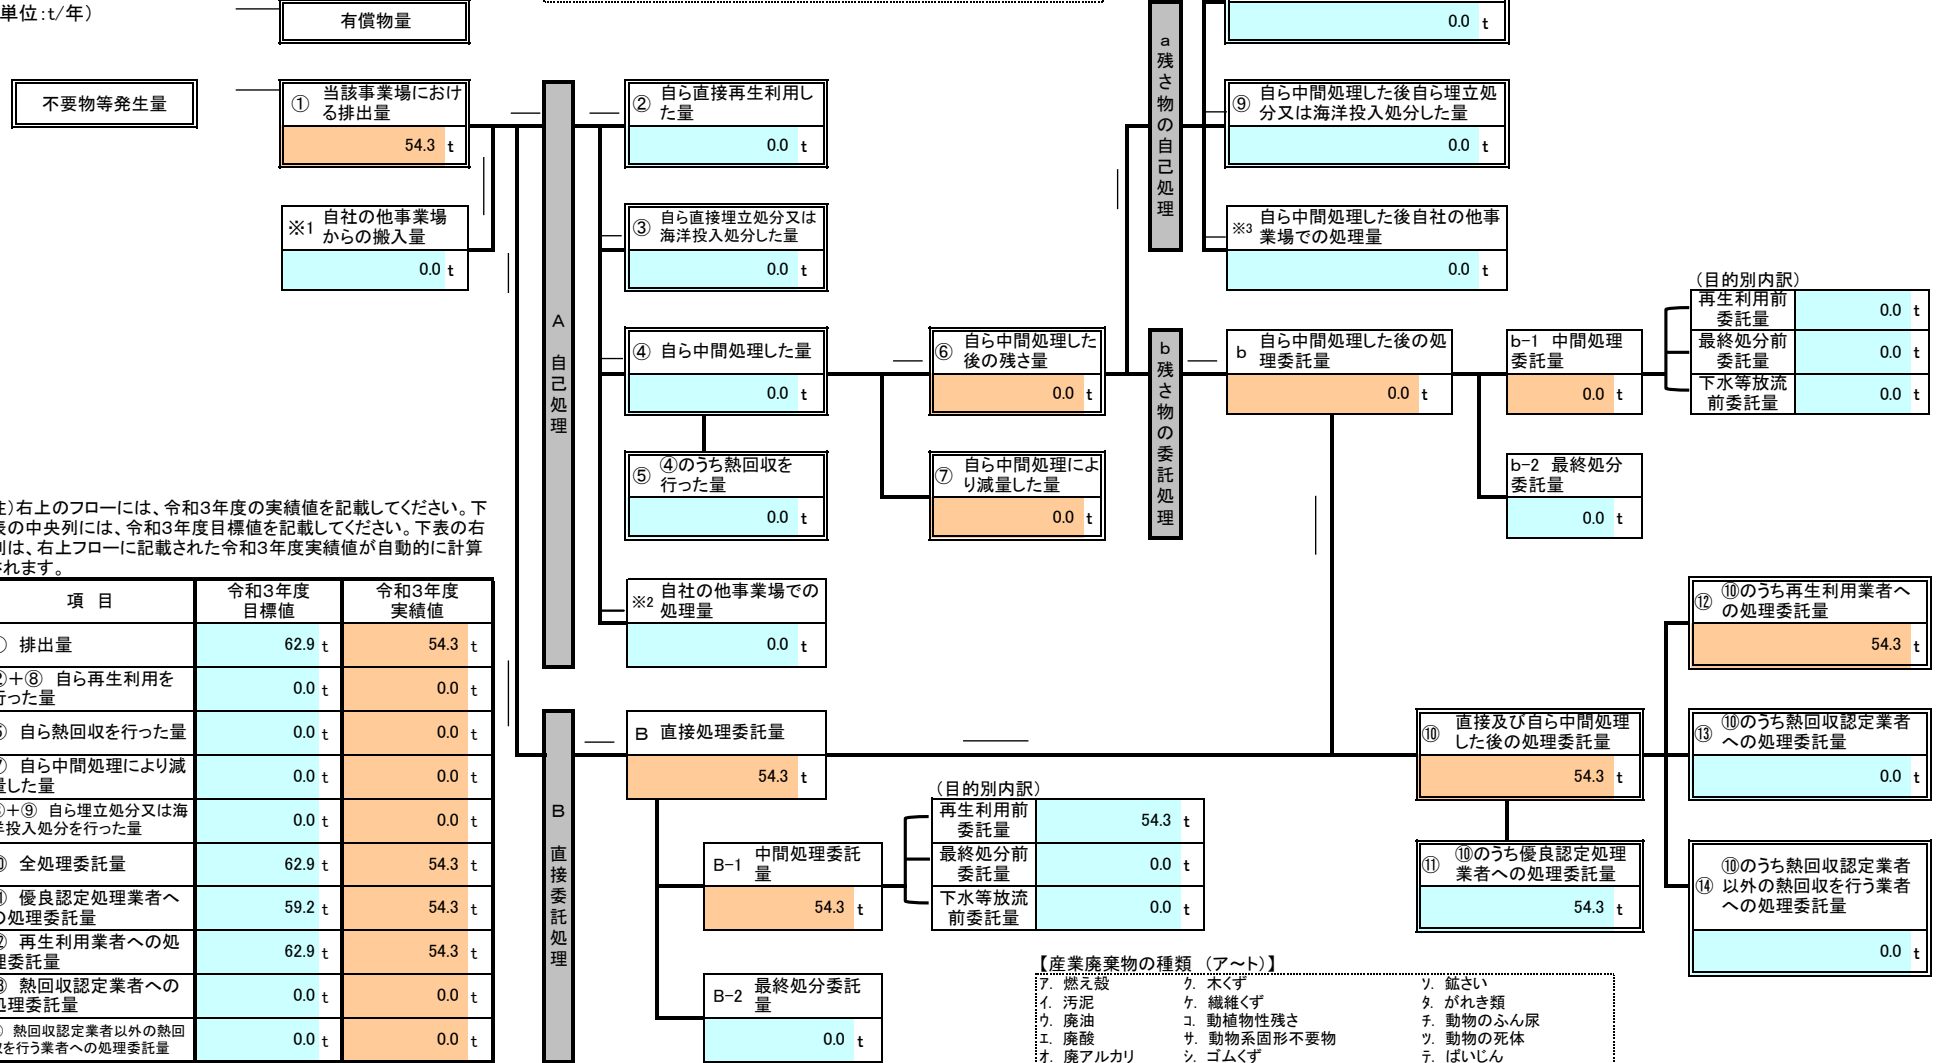 単位：t/年）
有償物量
不要物等発生量
① 当該事業場におけ
る排出量
54.3 t
※1 自社の他事業場
からの搬入量
0.0 t
A 自己処理
② 自ら直接再生利用し
た量
0.0 t
③ 自ら直接埋立処分又は
海洋投入処分した量
0.0 t
④ 自ら中間処理した量
0.0 t
⑤ ④のうち熱回収を
行った量
0.0 t
※2 自社の他事業場での
処理量
0.0 t
⑥ 自ら中間処理した
後の残さ量
0.0 t
⑦ 自ら中間処理によ
り減量した量
0.0 t
a 残さ物の自己処理
0.0 t
⑨ 自ら中間処理した後自ら埋立処
分又は海洋投入処分した量
0.0 t
※3 自ら中間処理した後自社の他事
業場での処理量
0.0 t
b 残さ物の委託処理
b 自ら中間処理した後の処
理委託量
0.0 t
b-1 中間処理
委託量
0.0 t
b-2 最終処分
委託量
0.0 t
（目的別内訳）
再生利用前
委託量
0.0 t
最終処分前
委託量
0.0 t
下水等放流
前委託量
0.0 t
注）右上のフローには、令和３年度の実績値を記載してください。下
表の中央列には、令和３年度目標値を記載してください。下表の右
列は、右上フローに記載された令和３年度実績値が自動的に計算
されます。
項 目
令和３年度
目標値
令和３年度
実績値
① 排出量
62.9 t 54.3 t
②＋⑧ 自ら再生利用を
行った量
0.0 t 0.0 t
⑤ 自ら熱回収を行った量
0.0 t 0.0 t
⑦ 自ら中間処理により減
量した量
0.0 t 0.0 t
③＋⑨ 自ら埋立処分又は海
洋投入処分を行った量
0.0 t 0.0 t
⑩ 全処理委託量
62.9 t 54.3 t
⑪ 優良認定処理業者へ
の処理委託量
59.2 t 54.3 t
⑫ 再生利用業者への処
理委託量
62.9 t 54.3 t
⑬ 熱回収認定業者への
処理委託量
0.0 t 0.0 t
⑭ 熱回収認定業者以外の熱回
収を行う業者への処理委託量
0.0 t 0.0 t
B 直接委託処理
B 直接処理委託量
54.3 t
B-1 中間処理委託
量
54.3 t
B-2 最終処分委託
量
0.0 t
（目的別内訳）
再生利用前
委託量
54.3 t
最終処分前
委託量
0.0 t
下水等放流
前委託量
0.0 t
⑩ 直接及び自ら中間処理
した後の処理委託量
54.3 t
⑪ ⑩のうち優良認定処理
業者への処理委託量
54.3 t
⑫ ⑩のうち再生利用業者へ
の処理委託量
54.3 t
⑬ ⑩のうち熱回収認定業者
への処理委託量
0.0 t
⑭ ⑩のうち熱回収認定業者
以外の熱回収を行う業者
への処理委託量
0.0 t
【産業廃棄物の種類 （ア～ト）】
ｱ. 燃え殻 ｸ. 木くず ｿ. 鉱さい
ｲ. 汚泥 ｹ. 繊維くず ﾀ. がれき類
ｳ. 廃油 ｺ. 動植物性残さ ﾁ. 動物のふん尿
ｴ. 廃酸 ｻ. 動物系固形不要物 ﾂ. 動物の死体
ｵ. 廃アルカリ ｼ. ゴムくず ﾃ. ばいじん